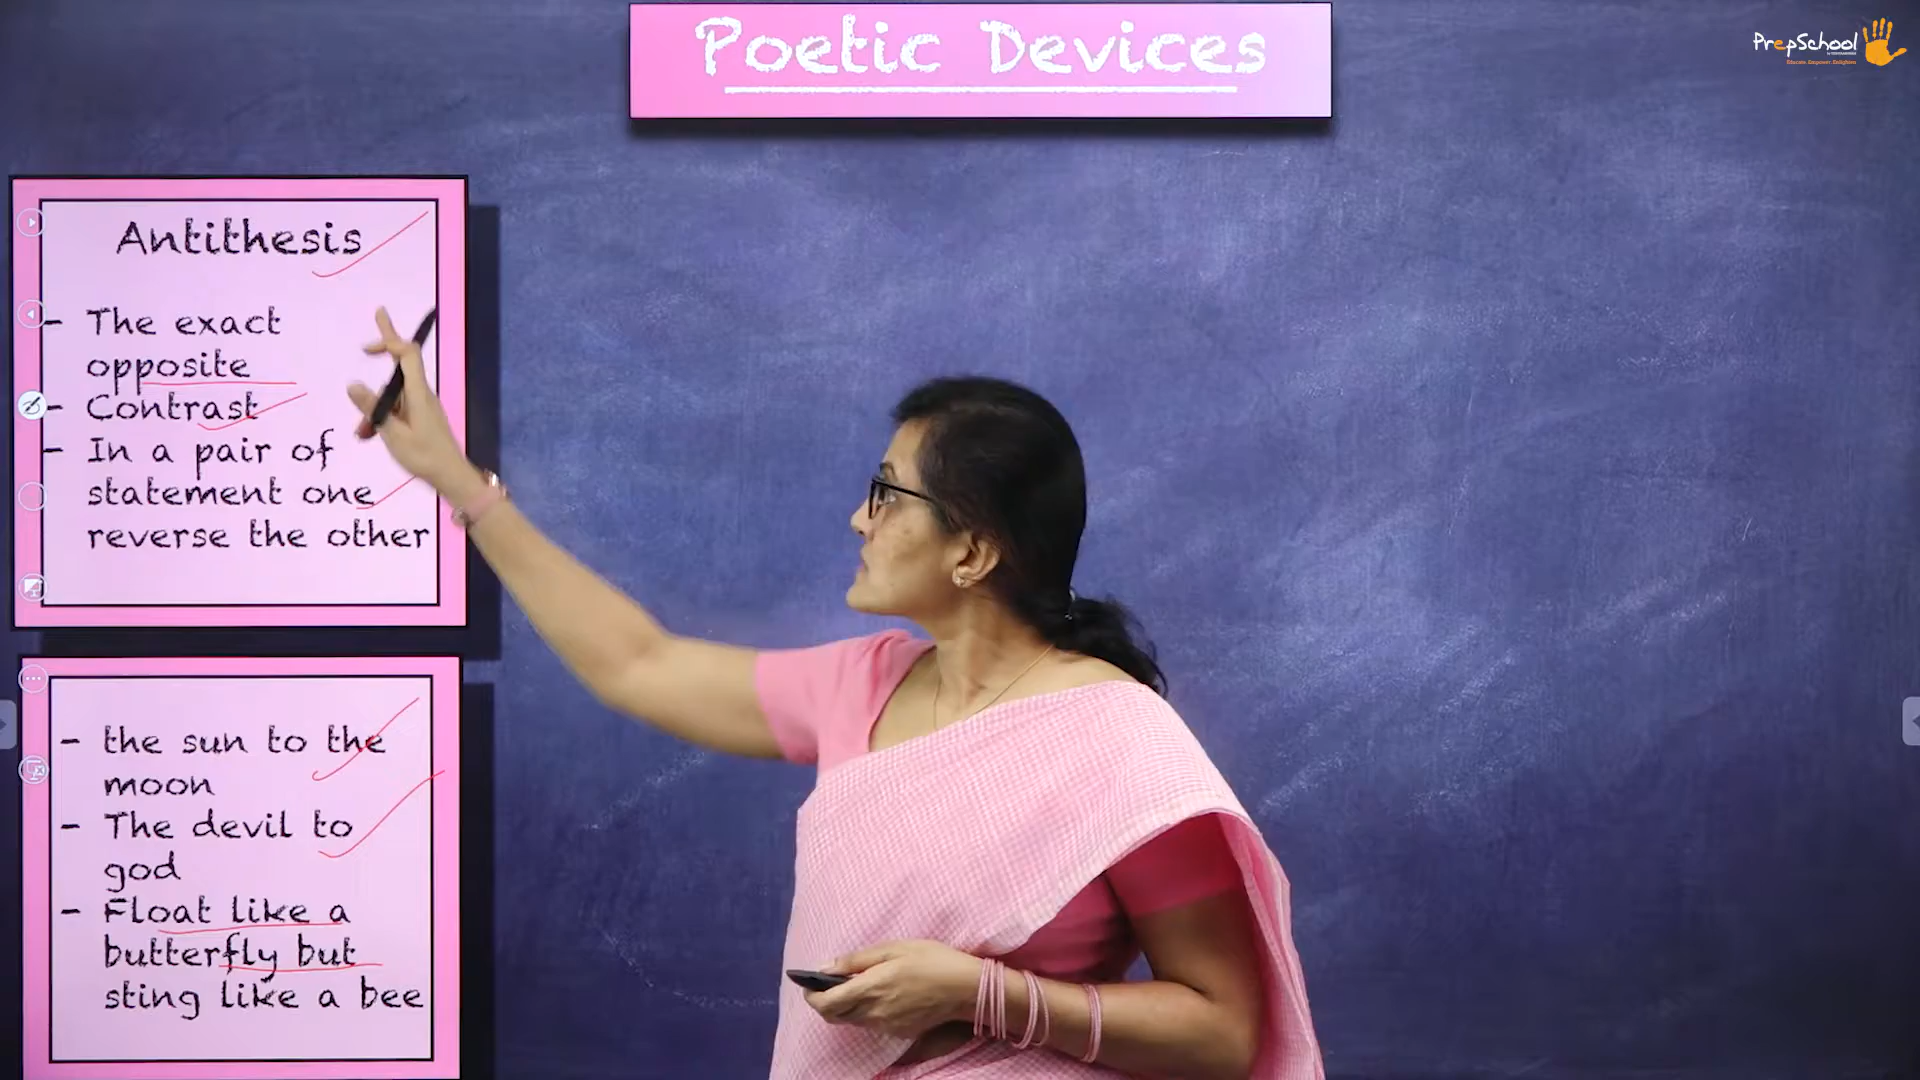 Poetic Devices
PrepSchool
Antithesis
- The exact
opposite
- Contrast
- In a pair of
statement one
reverse the other
- the sun to the
moon
- The devil to
god
- Float like a
butterfly but
sting like a bee